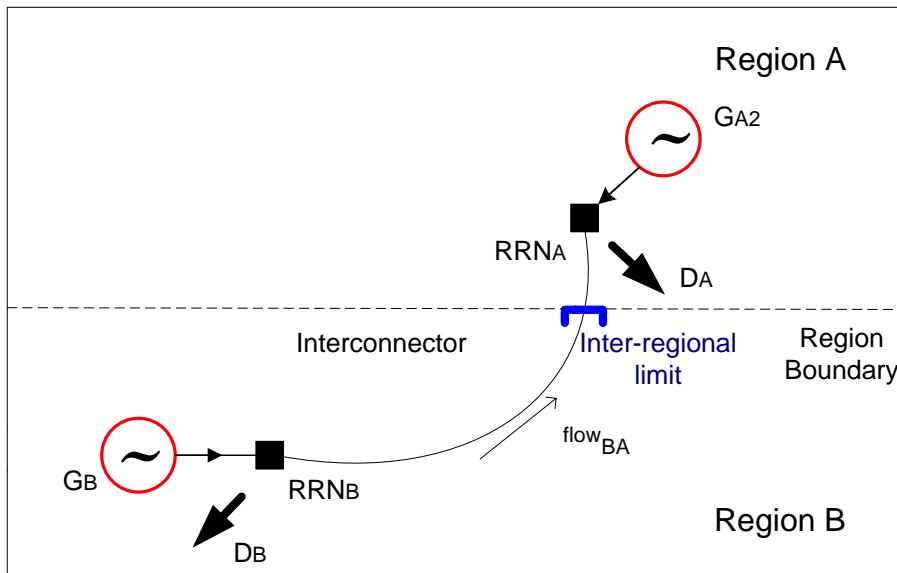 Region A
GA2
RRNA
DA
Interconnector
Inter-regional
limit
Region
Boundary
flowBA
GB
RRNB
DB
Region B